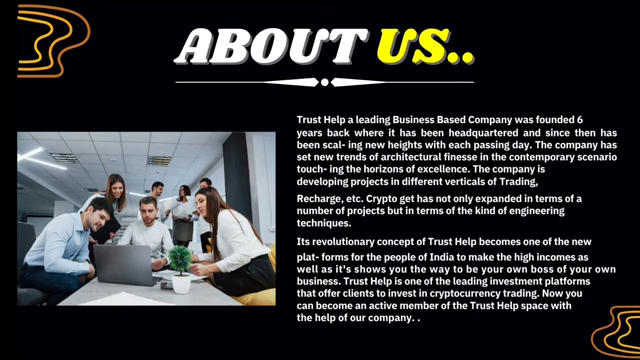 ABOUT US..
Trust Help a leading Business Based Company was founded 6
years back where it has been headquartered and since then has
been scal- ing new heights with each passing day. The company has
set new trends of architectural finesse in the contemporary scenario
touch- ing the horizons of excellence. The company is
developing projects in different verticals of Trading,
Recharge, etc. Crypto get has not only expanded in terms of a
number of projects but in terms of the kind of engineering
techniques.
Its revolutionary concept of Trust Help becomes one of the new
plat- forms for the people of India to make the high incomes as
well as it's shows you the way to be your own boss of your own
business. Trust Help is one of the leading investment platforms
that offer clients to invest in cryptocurrency trading. Now you
can become an active member of the Trust Help space with
the help of our company. .